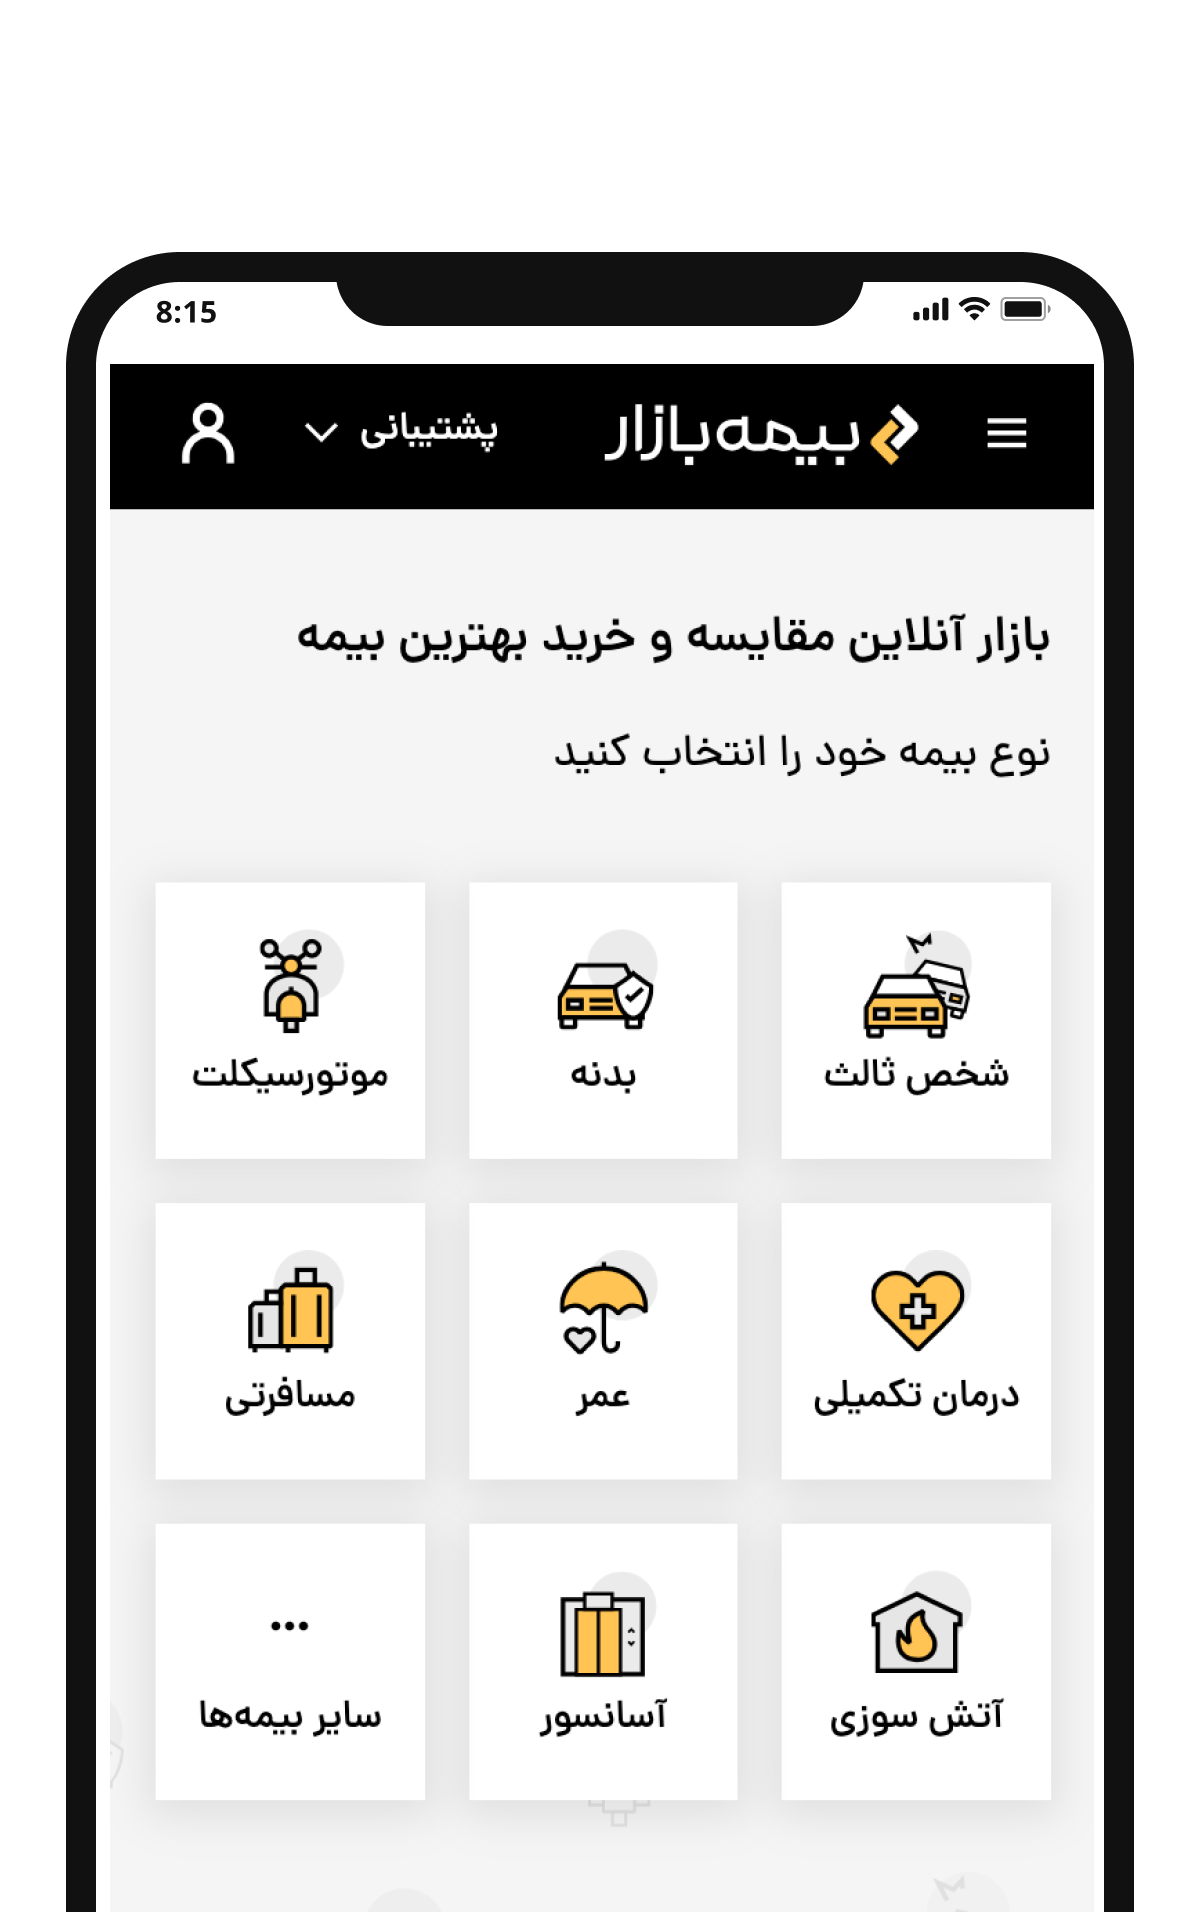 8:15
بیمه‌بازار
پشتیبانی
بازار آنلاین مقایسه و خرید بهترین بیمه
نوع بیمه خود را انتخاب کنید
شخص ثالث
بدنه
موتورسیکلت
درمان تکمیلی
عمر
مسافرتی
آتش سوزی
آسانسور
...
سایر بیمه‌ها